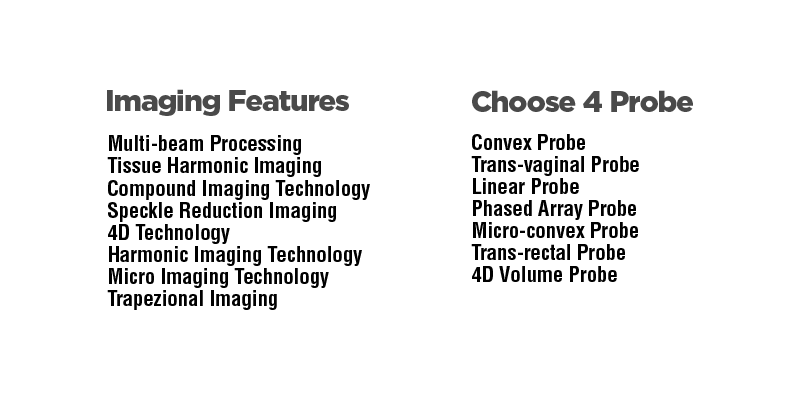 Imaging Features
Multi-beam Processing
Tissue Harmonic Imaging
Compound Imaging Technology
Speckle Reduction Imaging
4D Technology
Harmonic Imaging Technology
Micro Imaging Technology
Trapezional Imaging
Choose 4 Probe
Convex Probe
Trans-vaginal Probe
Linear Probe
Phased Array Probe
Micro-convex Probe
Trans-rectal Probe
4D Volume Probe